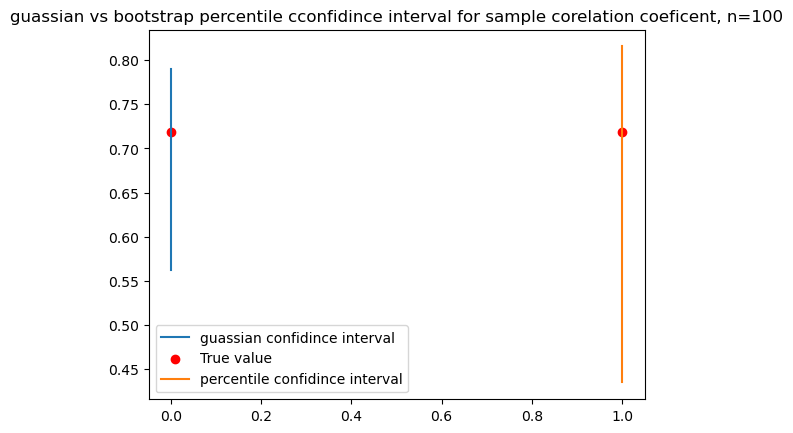 guassian vs bootstrap percentile cconfidince interval for sample corelation coeficent, n=100
0.80
0.75
0.70
0.65
0.60
0.55
0.50
0.45
guassian confidince interval
True value
percentile confidince interval
0.0 0.2 0.4 0.6 0.8 1.0